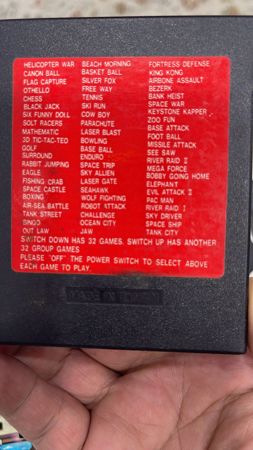 HELICOPTER WAR BEACH MORNING FORTRESS DEFENSE
CANON BALL BASKET BALL KING KONG
FLAG CAPTURE SILVER FOX AIRBONE ASSAULT
OTHELLO FREE WAY BEZERK
CHESS TENNIS BANK HEIST
BLACK JACK SKI RUN SPACE WAR
SIX FUNNY DOLL COW BOY KEYSTONE KAPPER
SOLT RACERS PARACHUTE ZOO FUN
MATHEMATIC LASER BLAST BASE ATTACK
3D TIC-TAC-TEO BOWLING FOOT BALL
GOLF BASE BALL MISSILE ATTACK
SURROUND ENDURO SEE SAW
RABBIT JUMPING SPACE TRIP RIVER RAID II
EAGLE SKY ALLIEN MEGA FORCE
FISHING CRAB LASER GATE BOBBY GOING HOME
SPACE CASTLE SEAHAWK ELEPHANT
BOXING WOLF FIGHTING EVIL ATTACK II
AIR-SEA BATTLE ROBOT ATTACK PAC MAN
TANK STREET CHALLENGE RIVER RAID I
BINGO OCEAN CITY SKY DRIVER
OUT LAW JAW SPACE SHIP
TANK CITY
SWITCH DOWN HAS 32 GAMES. SWITCH UP HAS ANOTHER
32 GROUP GAMES
PLEASE "OFF" THE POWER SWITCH TO SELECT ABOVE
EACH GAME TO PLAY.